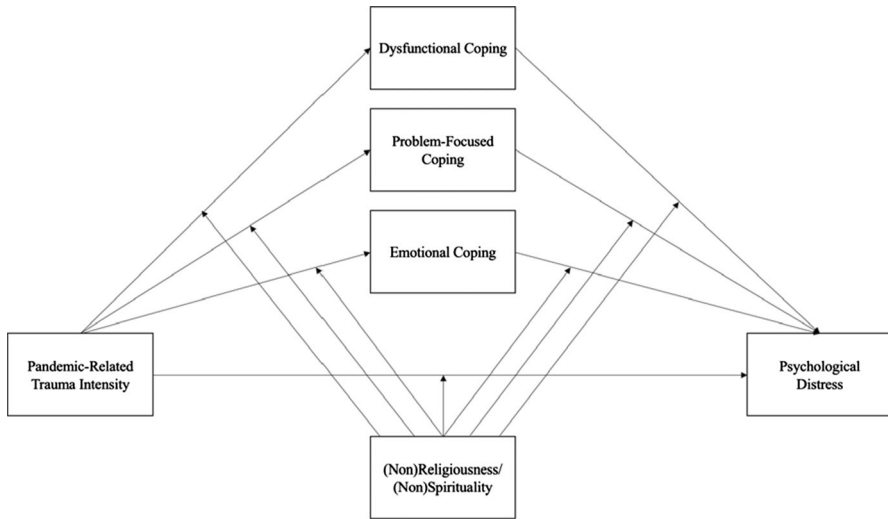 Dysfunctional Coping
Problem-Focused
Coping
Emotional Coping
Pandemic-Related
Trauma Intensity
Psychological
Distress
(Non)Religiousness/
(Non)Spirituality